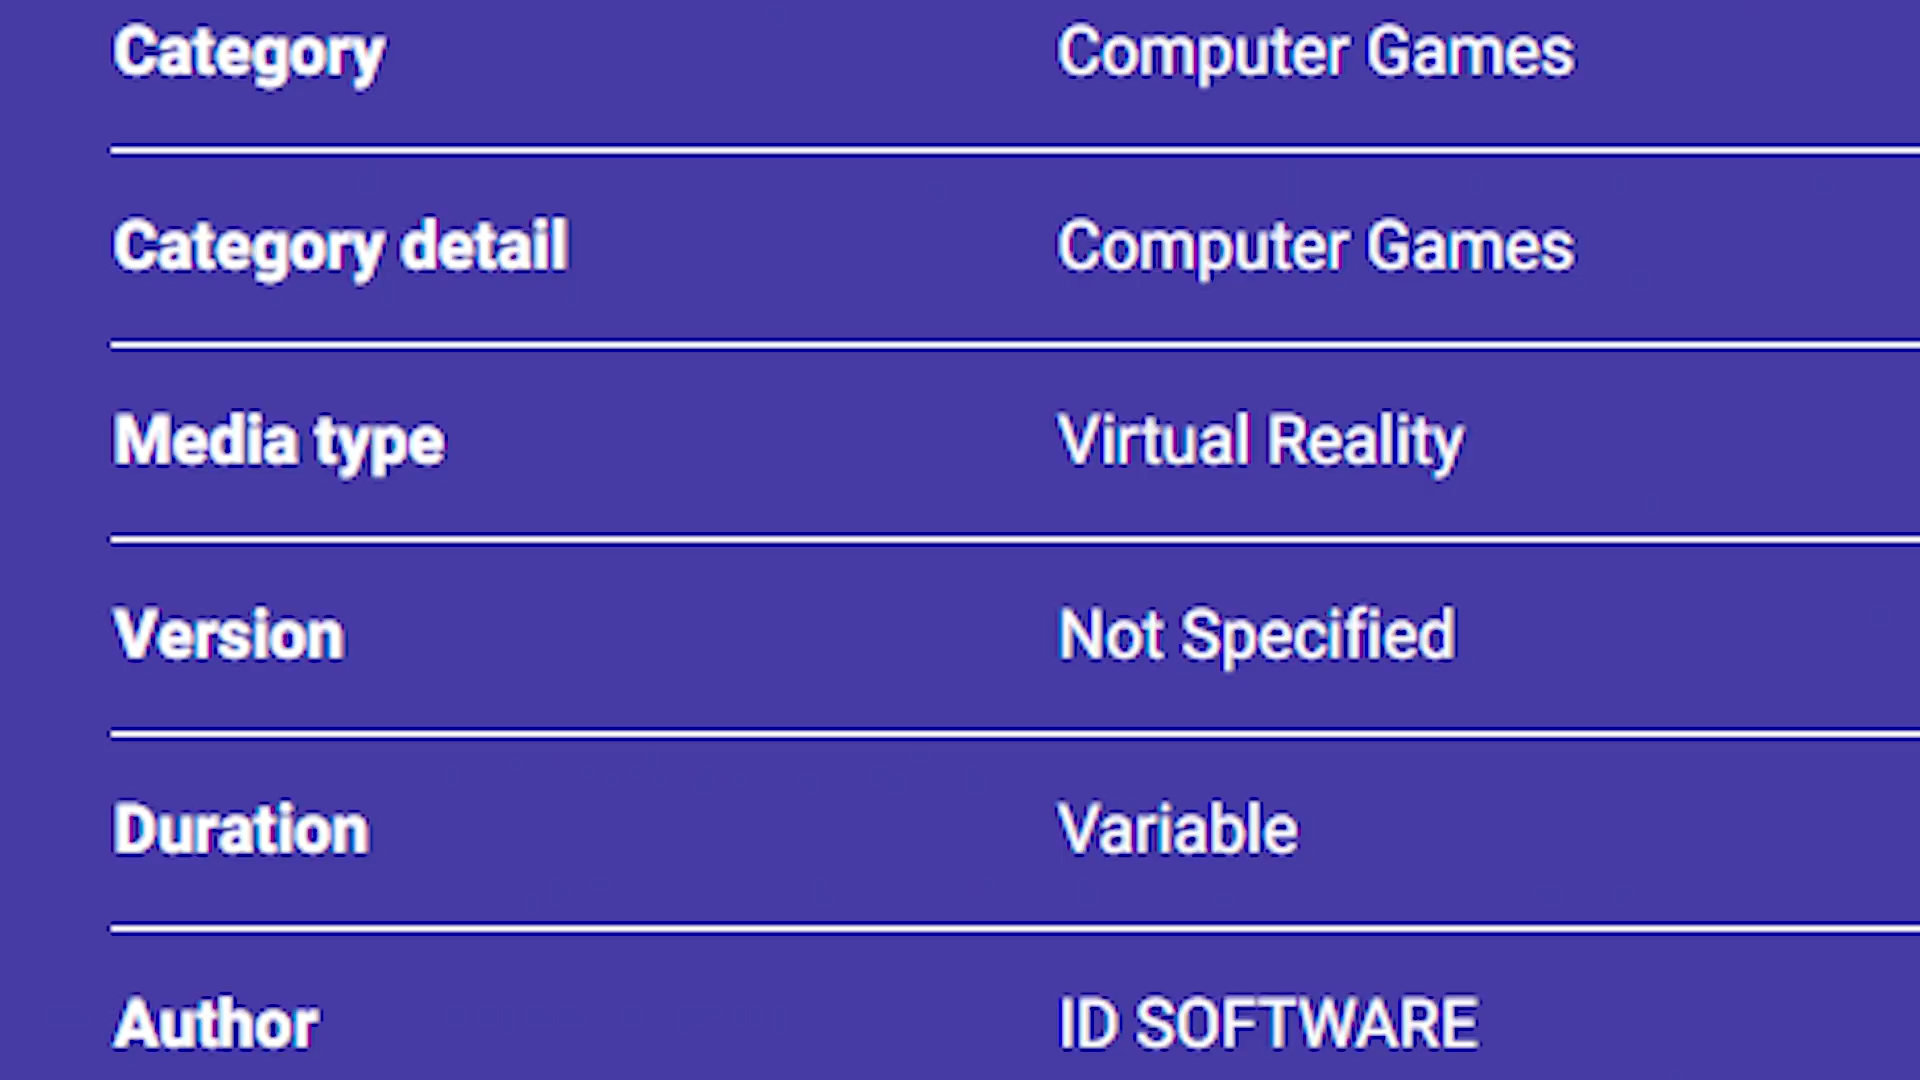 Category Computer Games
Category detail Computer Games
Media type Virtual Reality
Version Not Specified
Duration Variable
Author ID SOFTWARE